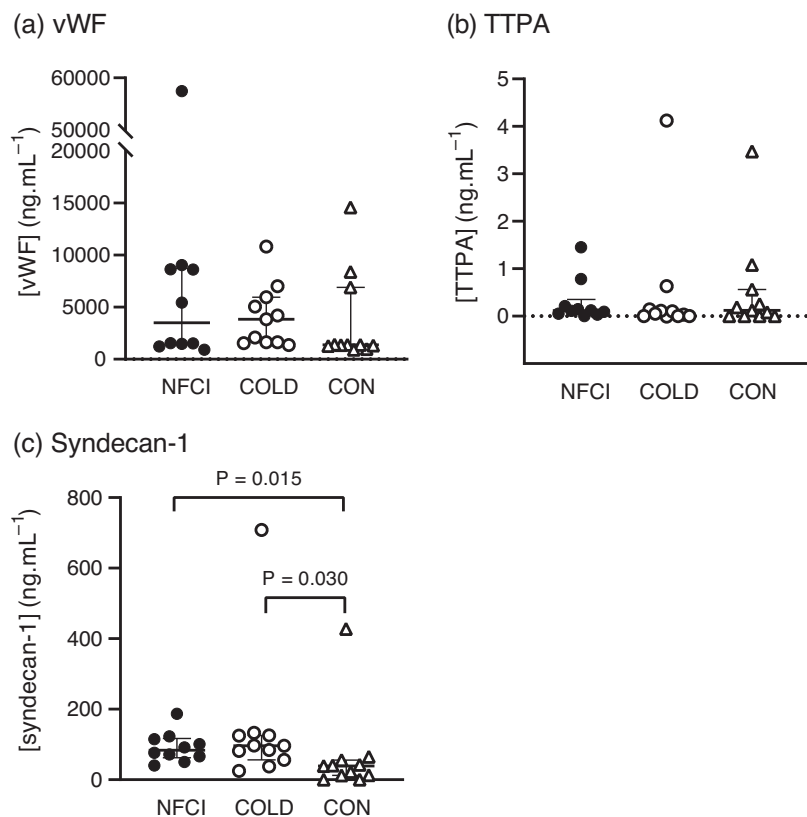 (a) vWF
[vWF] (ng.mL⁻¹)
60000
50000
20000
15000
10000
5000
0
NFCI COLD CON
(b) TTPA
[TTPA] (ng.mL⁻¹)
5
4
3
2
1
0
NFCI COLD CON
(c) Syndecan-1
[syndecan-1] (ng.mL⁻¹)
800
600
400
200
0
P = 0.015
P = 0.030
NFCI COLD CON